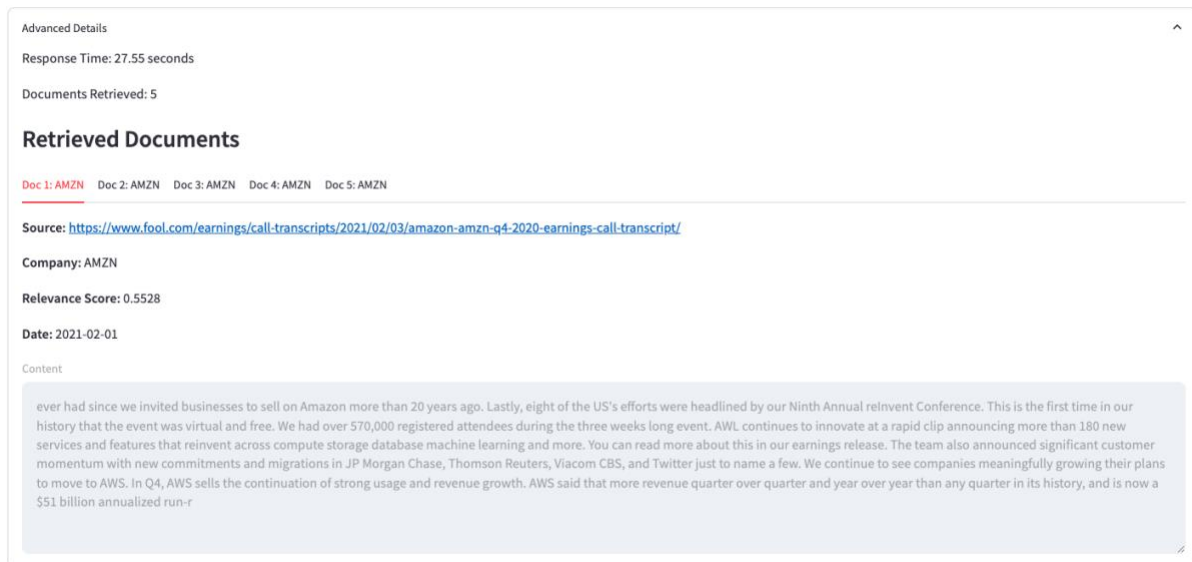 Advanced Details
Response Time: 27.55 seconds
Documents Retrieved: 5
Retrieved Documents
Doc 1: AMZN Doc 2: AMZN Doc 3: AMZN Doc 4: AMZN Doc 5: AMZN
Source: https://www.fool.com/earnings/call-transcripts/2021/02/03/amazon-amzn-q4-2020-earnings-call-transcript/
Company: AMZN
Relevance Score: 0.5528
Date: 2021-02-01
Content
ever had since we invited businesses to sell on Amazon more than 20 years ago. Lastly, eight of the US's efforts were headlined by our Ninth Annual reInvent Conference. This is the first time in our
history that the event was virtual and free. We had over 570,000 registered attendees during the three weeks long event. AWL continues to innovate at a rapid clip announcing more than 180 new
services and features that reinvent across compute storage database machine learning and more. You can read more about this in our earnings release. The team also announced significant customer
momentum with new commitments and migrations in JP Morgan Chase, Thomson Reuters, Viacom CBS, and Twitter just to name a few. We continue to see companies meaningfully growing their plans
to move to AWS. In Q4, AWS sells the continuation of strong usage and revenue growth. AWS said that more revenue quarter over quarter and year over year than any quarter in its history, and is now a
$51 billion annualized run-r